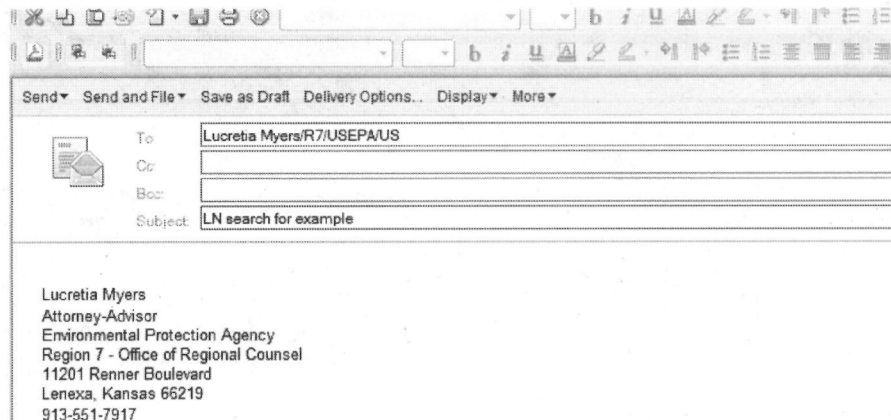 Send Send and File Save as Draft Delivery Options... Display More
To
Lucretia Myers/R7/USEPA/US
Cc:
Bcc:
Subject: LN search for example
Lucretia Myers
Attorney-Advisor
Environmental Protection Agency
Region 7 - Office of Regional Counsel
11201 Renner Boulevard
Lenexa, Kansas 66219
913-551-7917